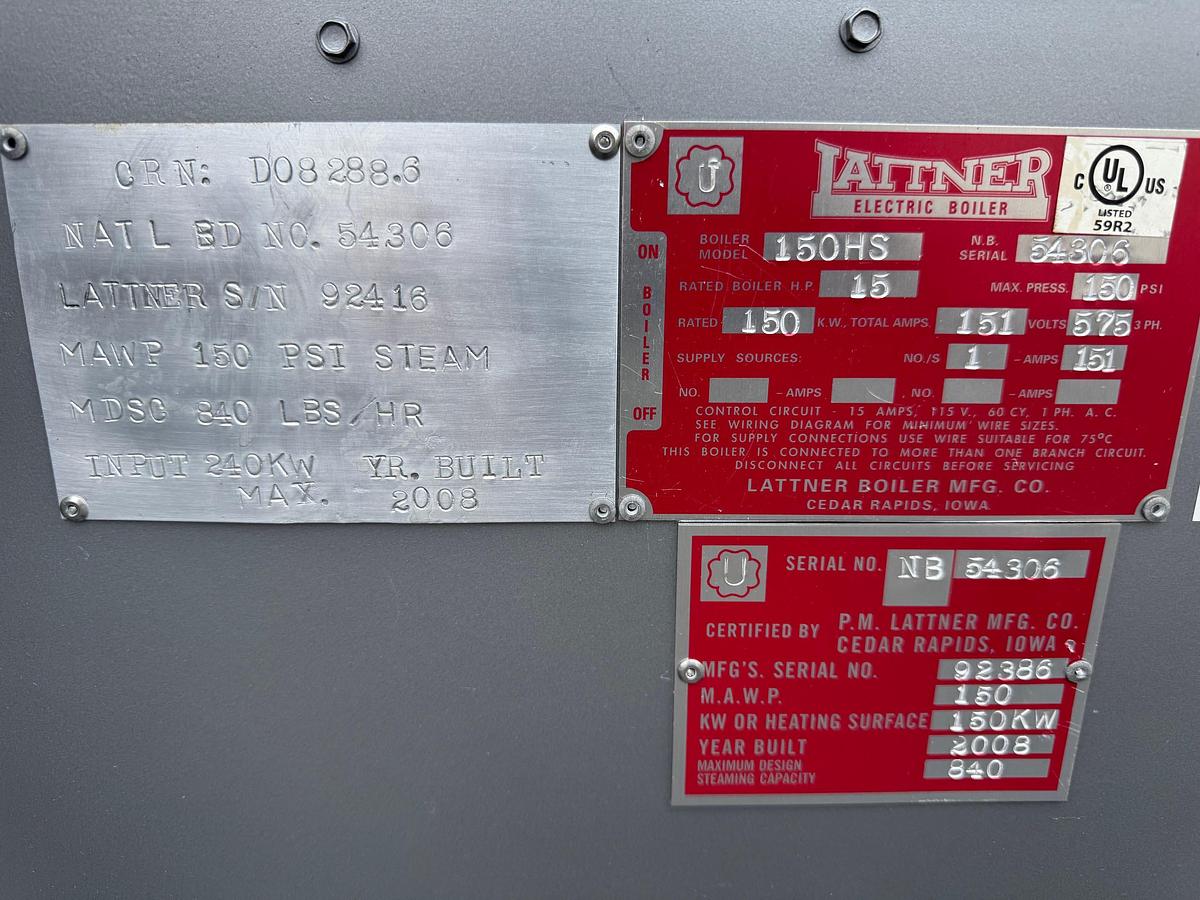 CRN: D08288.6
NAT L BD NO. 54306
LATTNER S/N 92416
MAWP 150 PSI STEAM
MDSC 840 LBS/HR
INPUT 240KW YR. BUILT
MAX. 2008
U
LATTNER
ELECTRIC BOILER
C UL US
LISTED
59R2
ON
BOILER
OFF
BOILER MODEL 150HS N.B. SERIAL 54306
RATED BOILER H.P. 15 MAX. PRESS. 150 PSI
RATED 150 K.W., TOTAL AMPS. 151 VOLTS 575 3 PH.
SUPPLY SOURCES: NO./S 1 - AMPS 151
NO. - AMPS , NO. - AMPS
CONTROL CIRCUIT - 15 AMPS, 115 V., 60 CY, 1 PH. A. C.
SEE WIRING DIAGRAM FOR MINIMUM WIRE SIZES.
FOR SUPPLY CONNECTIONS USE WIRE SUITABLE FOR 75°C
THIS BOILER IS CONNECTED TO MORE THAN ONE BRANCH CIRCUIT.
DISCONNECT ALL CIRCUITS BEFORE SERVICING
LATTNER BOILER MFG. CO.
CEDAR RAPIDS, IOWA
U
SERIAL NO. NB 54306
CERTIFIED BY P.M. LATTNER MFG. CO.
CEDAR RAPIDS, IOWA
MFG'S. SERIAL NO. 92386
M.A.W.P. 150
KW OR HEATING SURFACE 150KW
YEAR BUILT 2008
MAXIMUM DESIGN
STEAMING CAPACITY 840